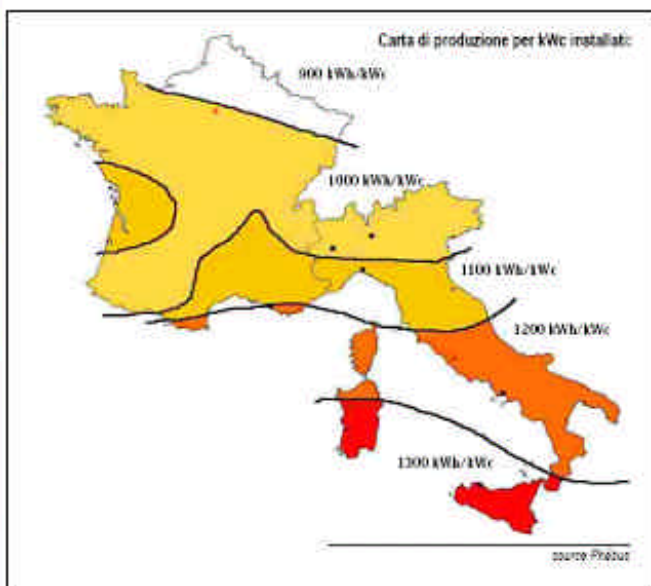 Carta di produzione per kWc installati:
900 kWh/kWc
1000 kWh/kWc
1100 kWh/kWc
1200 kWh/kWc
1300 kWh/kWc
source Phébus